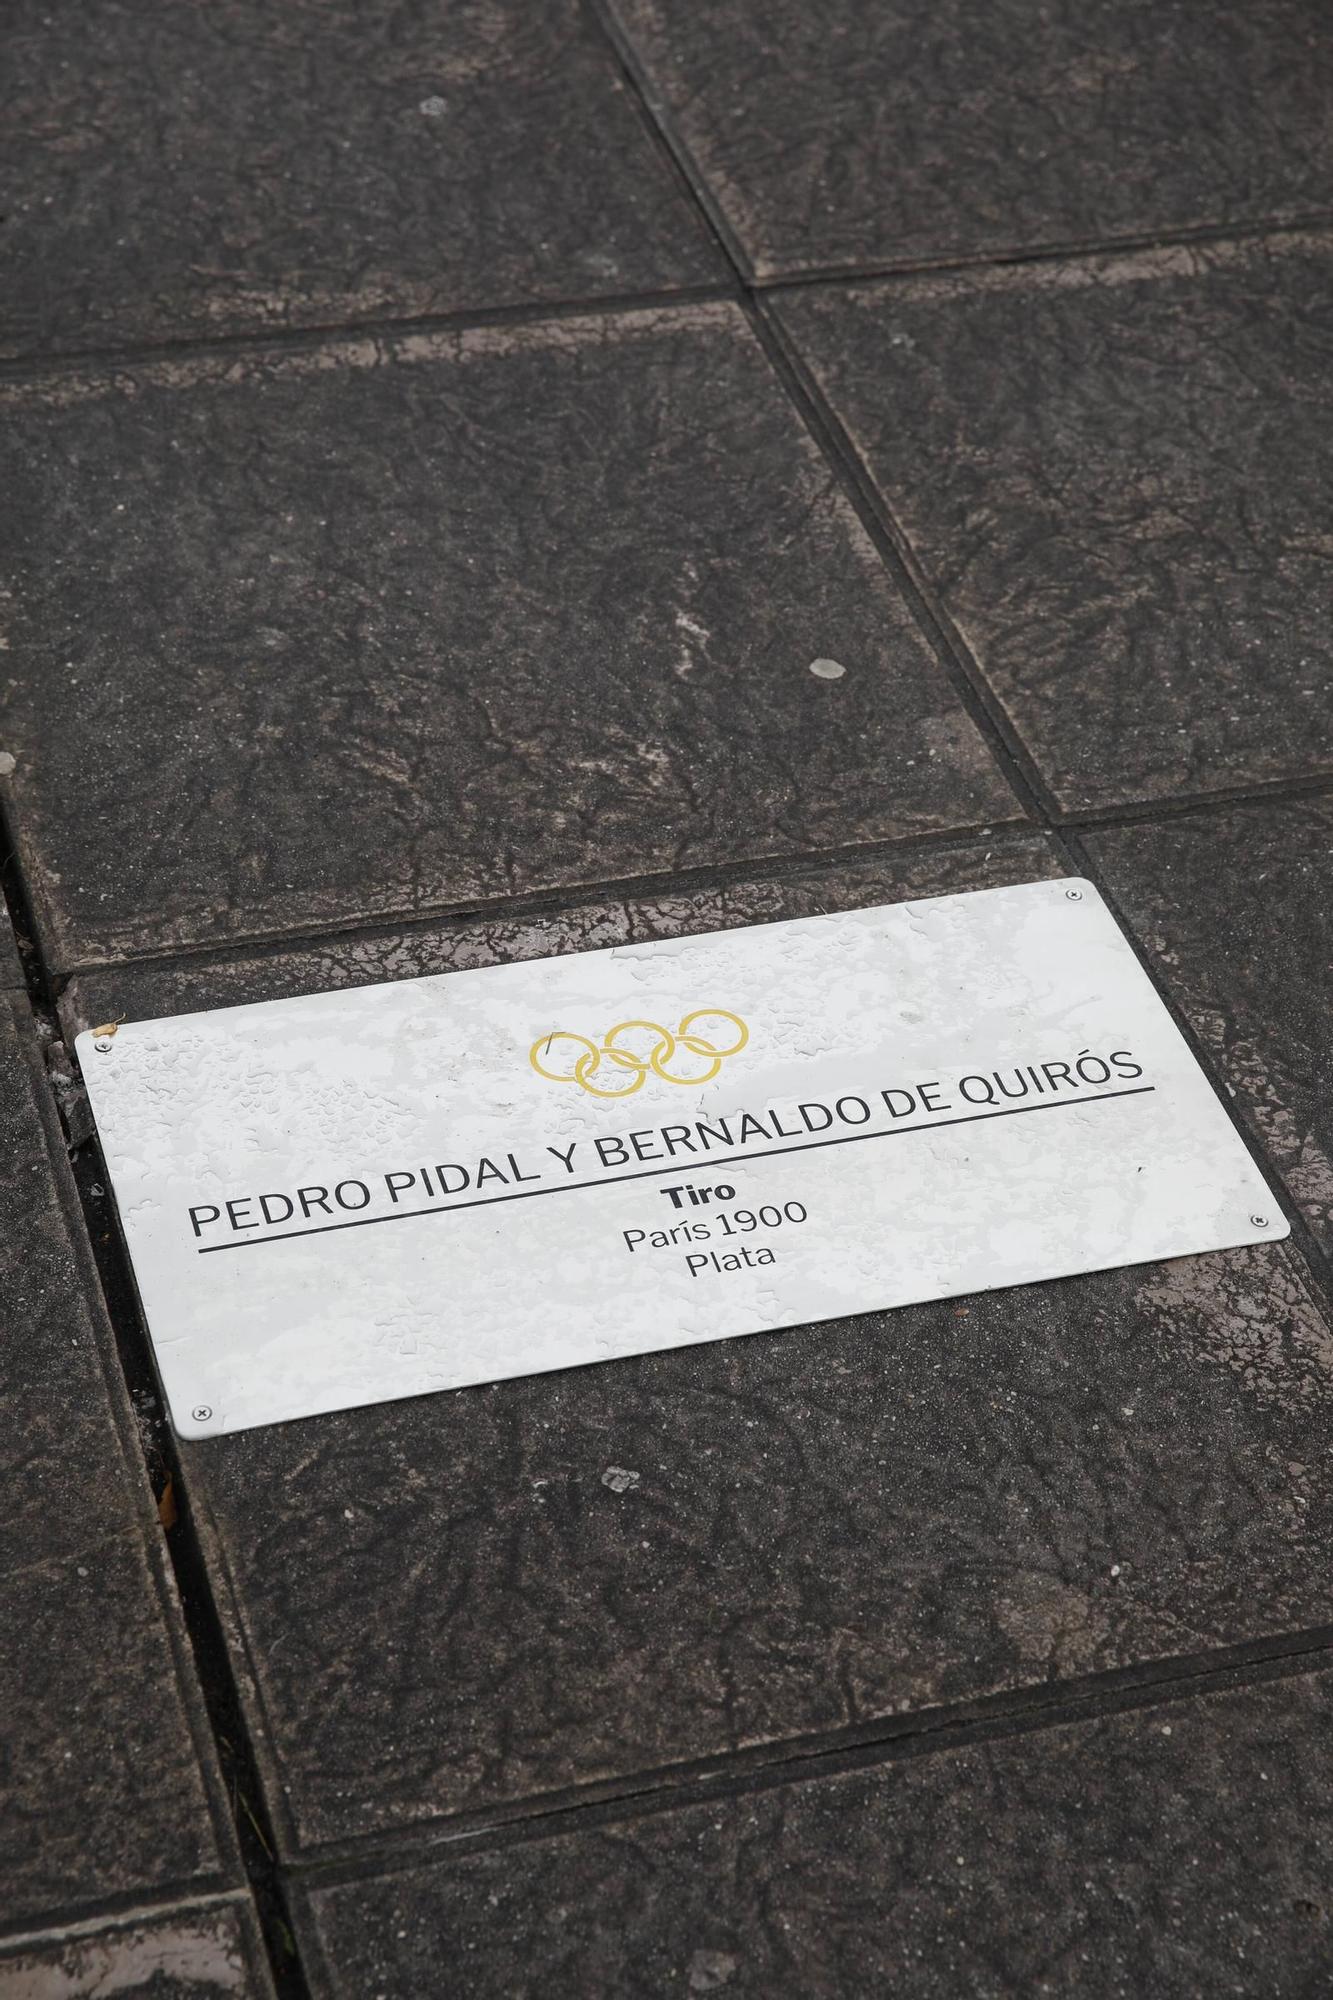 PEDRO PIDAL Y BERNALDO DE QUIRÓS
Tiro
París 1900
Plata